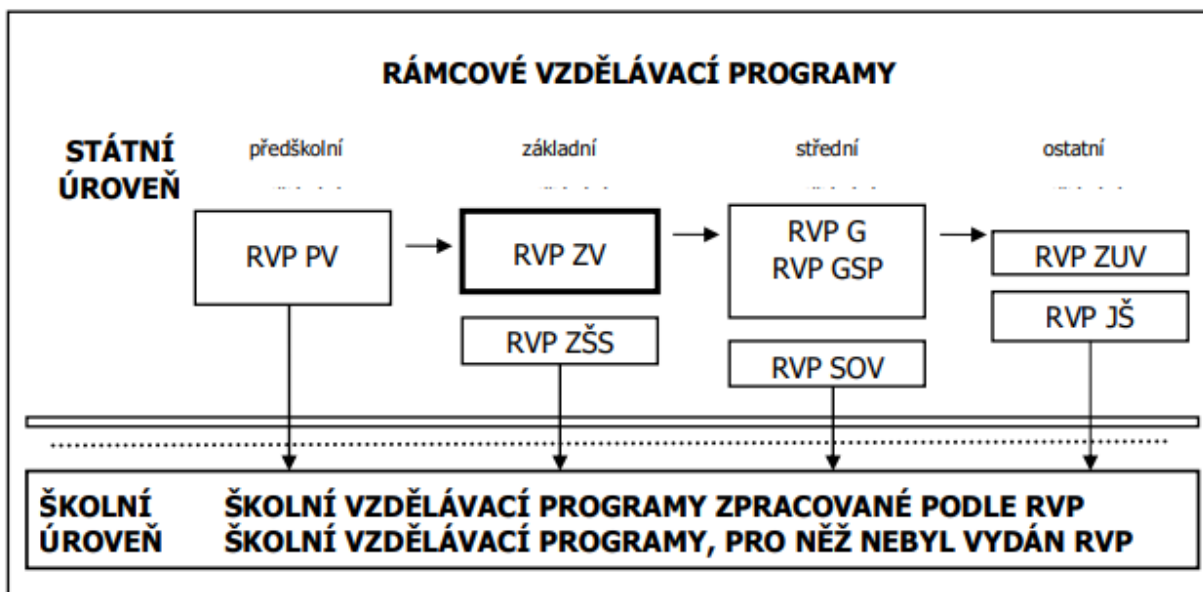 RÁMCOVÉ VZDĚLÁVACÍ PROGRAMY
STÁTNÍ
ÚROVEŇ
předškolní
základní
střední
ostatní
RVP PV
RVP ZV
RVP G
RVP GSP
RVP ZUV
RVP ZŠS
RVP JŠ
RVP SOV
ŠKOLNÍ ŠKOLNÍ VZDĚLÁVACÍ PROGRAMY ZPRACOVANÉ PODLE RVP
ÚROVEŇ ŠKOLNÍ VZDĚLÁVACÍ PROGRAMY, PRO NĚŽ NEBYL VYDÁN RVP